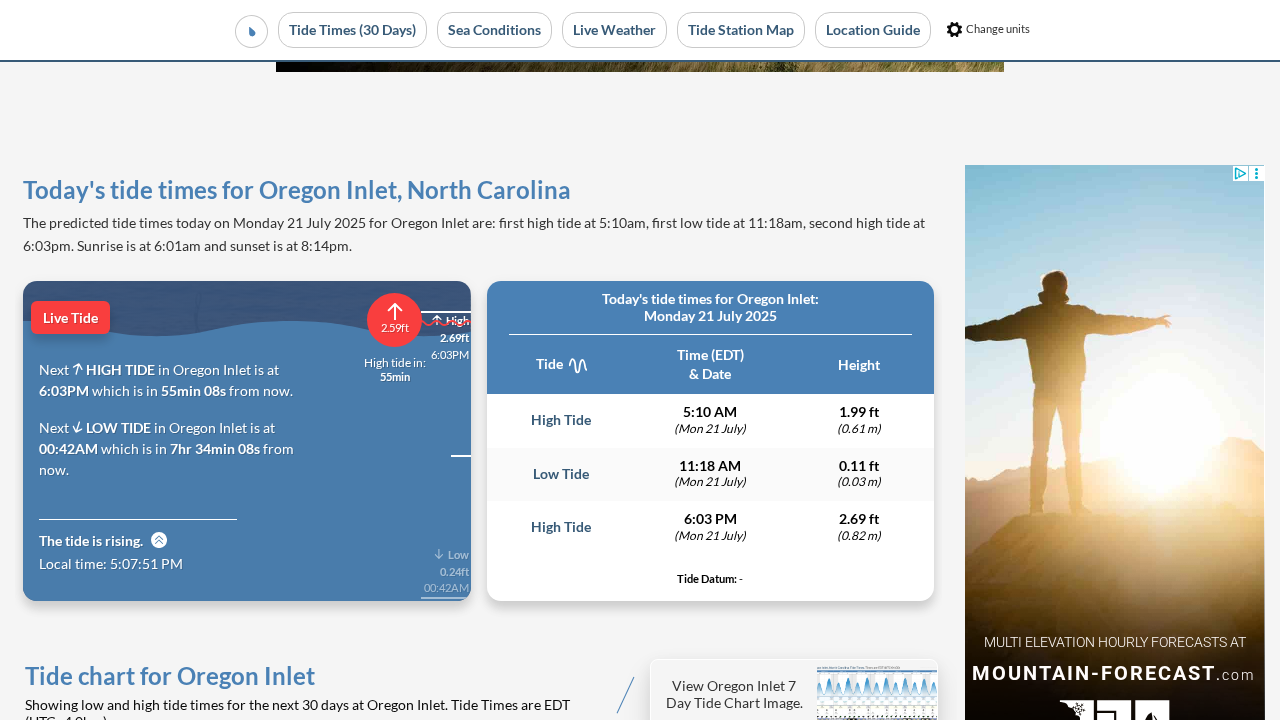 Tide Times (30 Days)
Sea Conditions
Live Weather
Tide Station Map
Location Guide
Change units
Today's tide times for Oregon Inlet, North Carolina
The predicted tide times today on Monday 21 July 2025 for Oregon Inlet are: first high tide at 5:10am, first low tide at 11:18am, second high tide at
6:03pm. Sunrise is at 6:01am and sunset is at 8:14pm.
Live Tide
2.59ft
High tide in:
55min
High
2.69ft
6:03PM
Next HIGH TIDE in Oregon Inlet is at
6:03PM which is in 55min 08s from now.
Next LOW TIDE in Oregon Inlet is at
00:42AM which is in 7hr 34min 08s from
now.
The tide is rising.
Local time: 5:07:51 PM
Low
0.24ft
00:42AM
Today's tide times for Oregon Inlet:
Monday 21 July 2025
Tide
Time (EDT)
& Date
Height
High Tide
5:10 AM
(Mon 21 July)
1.99 ft
(0.61 m)
Low Tide
11:18 AM
(Mon 21 July)
0.11 ft
(0.03 m)
High Tide
6:03 PM
(Mon 21 July)
2.69 ft
(0.82 m)
Tide Datum: -
MULTI ELEVATION HOURLY FORECASTS AT
MOUNTAIN-FORECAST.com
Tide chart for Oregon Inlet
Showing low and high tide times for the next 30 days at Oregon Inlet. Tide Times are EDT
View Oregon Inlet 7
Day Tide Chart Image.